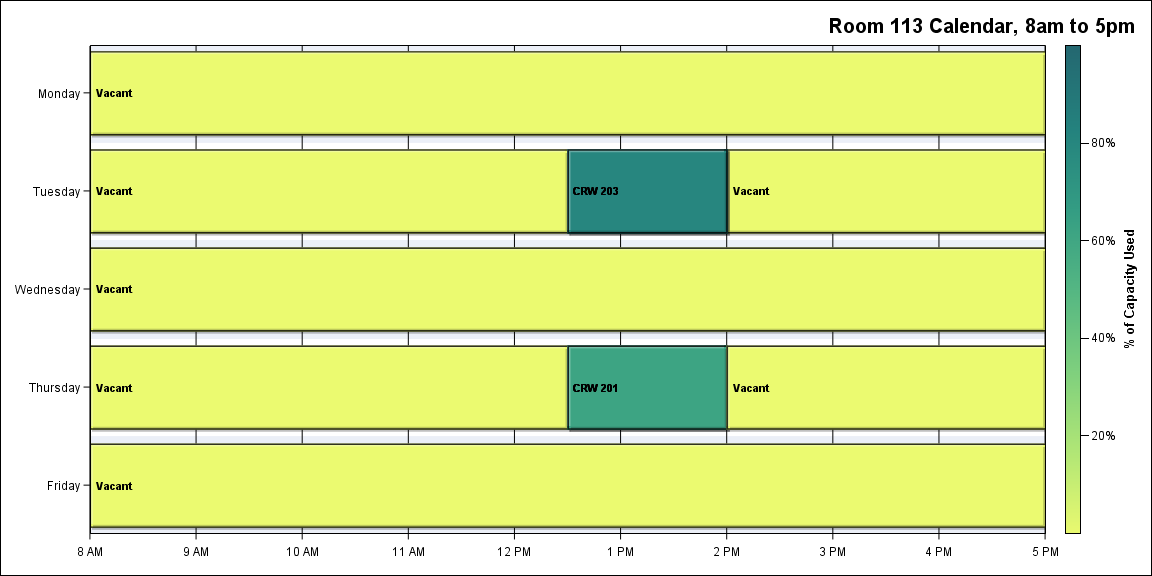 Room 113 Calendar, 8am to 5pm
Monday
Vacant
Tuesday
Vacant
CRW 203
Vacant
Wednesday
Vacant
Thursday
Vacant
CRW 201
Vacant
Friday
Vacant
8 AM
9 AM
10 AM
11 AM
12 PM
1 PM
2 PM
3 PM
4 PM
5 PM
80%
60%
40%
20%
% of Capacity Used